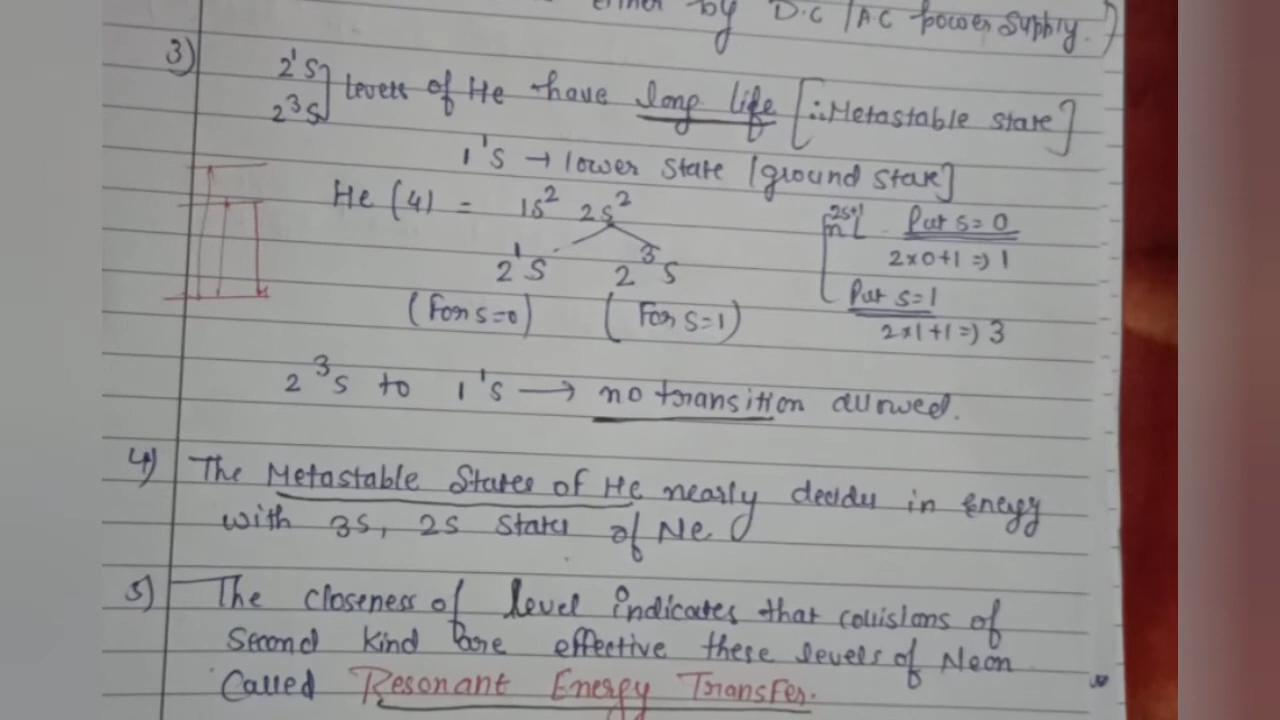 either by D.C / AC power supply.)
3) 2¹S] levels of He have long life [∴ Metastable state]
2³S]
1¹S → lower state [ground state]
He (4) = 1s² 2s² n^{2s+1}L Put s=0
2×0+1 => 1
2¹S 2³S
Put s=1
(For s=0) (For s=1)
2×1+1 => 3
2³S to 1¹S → no transition allowed.
4) The Metastable States of He nearly decides in Energy
with 3S, 2S states of Ne
5) The closeness of level indicates that collisions of
Second kind are effective these levels of Neon
Called Resonant Energy Transfer.